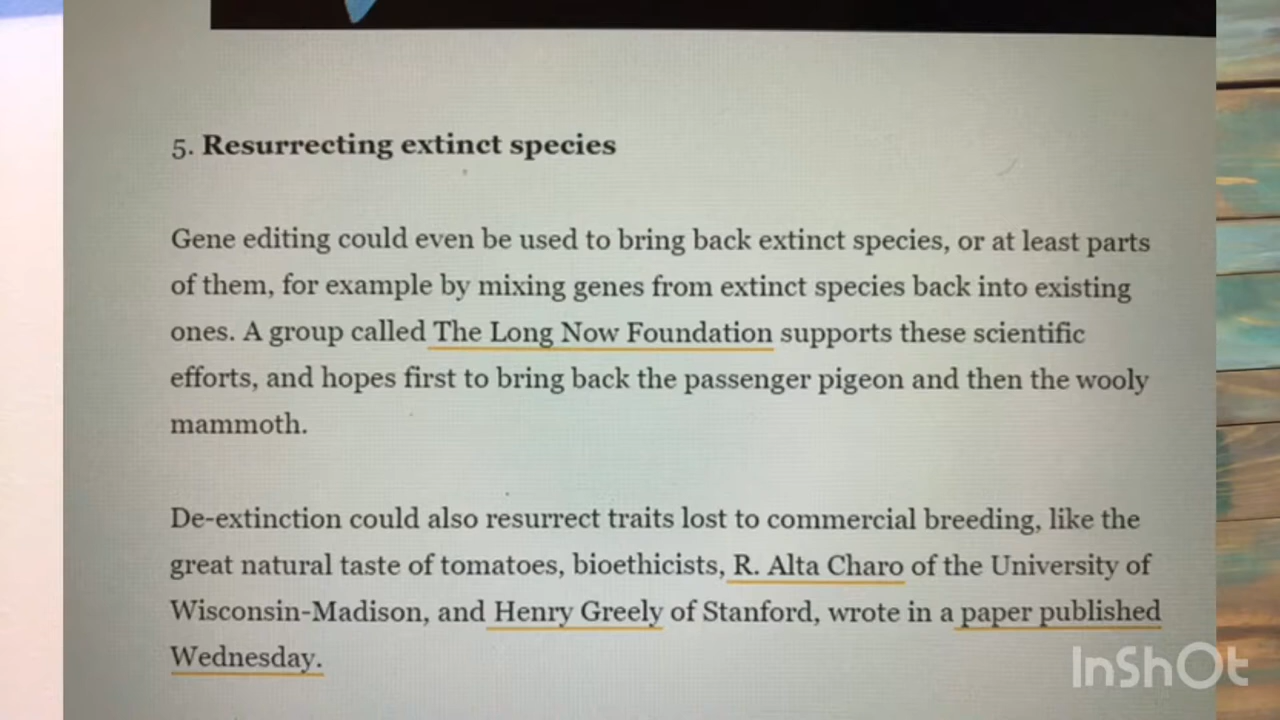 5. Resurrecting extinct species
Gene editing could even be used to bring back extinct species, or at least parts
of them, for example by mixing genes from extinct species back into existing
ones. A group called The Long Now Foundation supports these scientific
efforts, and hopes first to bring back the passenger pigeon and then the wooly
mammoth.
De-extinction could also resurrect traits lost to commercial breeding, like the
great natural taste of tomatoes, bioethicists, R. Alta Charo of the University of
Wisconsin-Madison, and Henry Greely of Stanford, wrote in a paper published
Wednesday.
InShOt